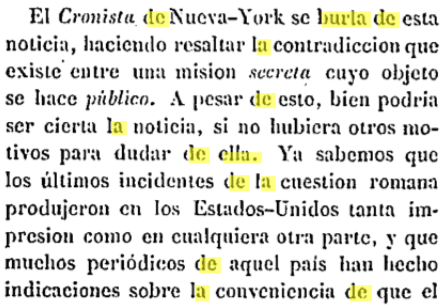 El Cronista de Nueva-York se burla de esta
noticia, haciendo resaltar la contradiccion que
existe entre una mision secreta cuyo objeto
se hace público. A pesar de esto, bien podria
ser cierta la noticia, si no hubiera otros mo-
tivos para dudar de ella. Ya sabemos que
los últimos incidentes de la cuestion romana
produjeron en los Estados-Unidos tanta im-
presion como en cualquiera otra parte, y que
muchos periódicos de aquel país han hecho
indicaciones sobre la conveniencia de que el